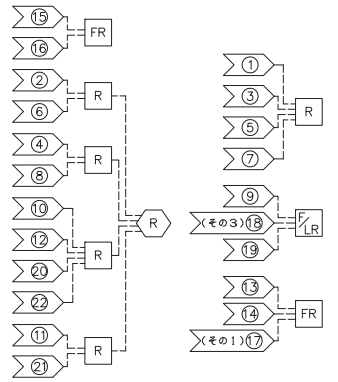 ⑮
⑯
FR
②
⑥
R
④
⑧
R
⑩
⑫
⑳
㉒
R
⑪
㉑
R
R
①
③
⑤
⑦
R
⑨
(その3)⑱
⑲
F/LR
⑬
⑭
(その1)⑰
FR